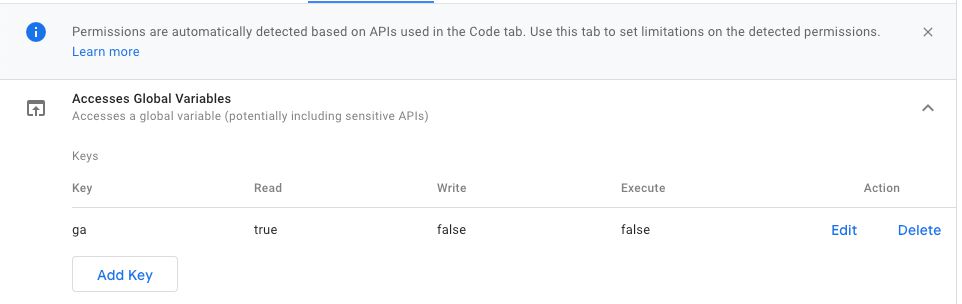 Permissions are automatically detected based on APIs used in the Code tab. Use this tab to set limitations on the detected permissions.
Learn more
Accesses Global Variables
Accesses a global variable (potentially including sensitive APIs)
Keys
Key Read Write Execute Action
ga true false false Edit Delete
Add Key